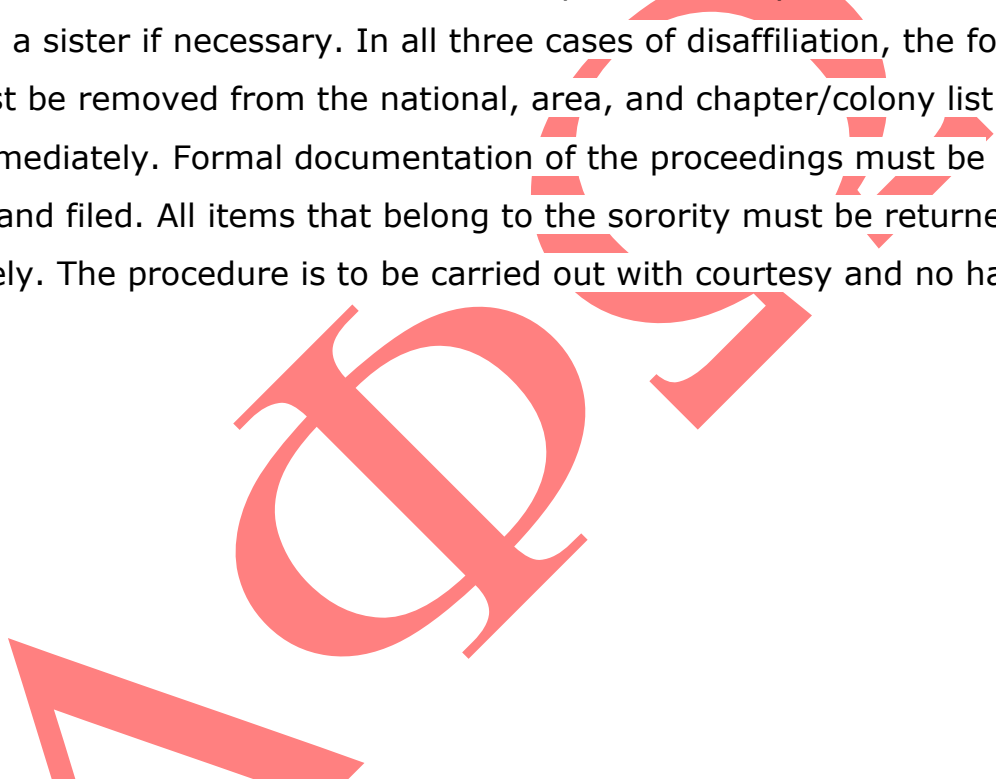 a sister if necessary. In all three cases of disaffiliation, the fo
st be removed from the national, area, and chapter/colony list
mediately. Formal documentation of the proceedings must be
and filed. All items that belong to the sorority must be returne
ely. The procedure is to be carried out with courtesy and no ha
Φ